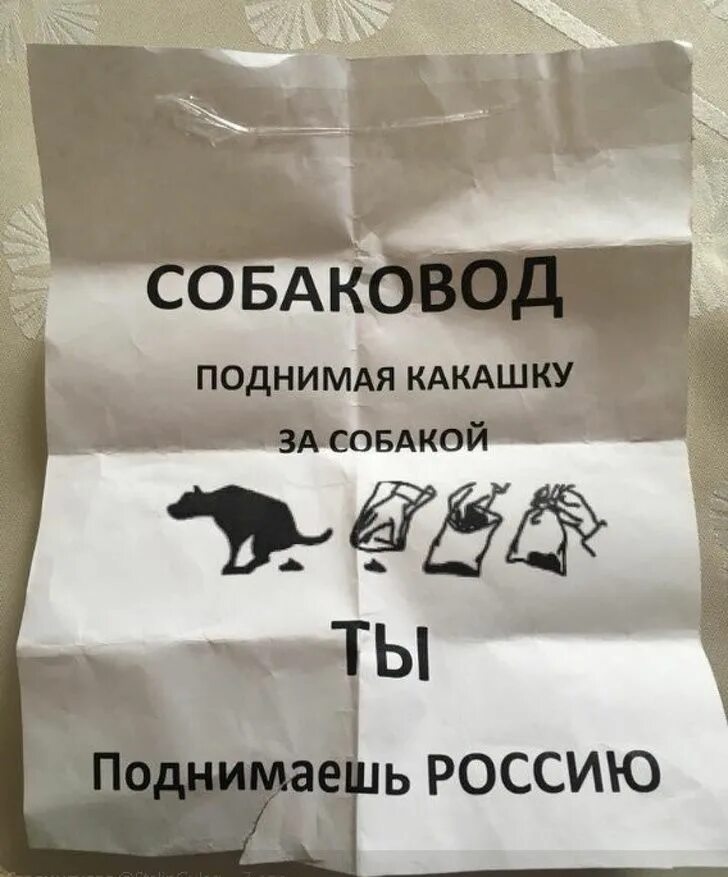 СОБАКОВОД
ПОДНИМАЯ КАКАШКУ
ЗА СОБАКОЙ
ТЫ
Поднимаешь РОССИЮ